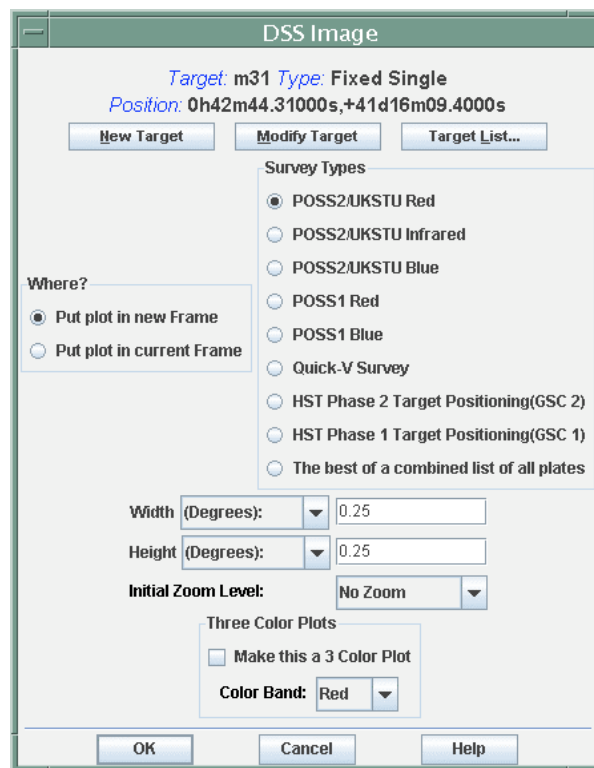 DSS Image
Target: m31 Type: Fixed Single
Position: 0h42m44.31000s,+41d16m09.4000s
New Target Modify Target Target List...
Survey Types
POSS2/UKSTU Red
POSS2/UKSTU Infrared
POSS2/UKSTU Blue
POSS1 Red
POSS1 Blue
Quick-V Survey
HST Phase 2 Target Positioning(GSC 2)
HST Phase 1 Target Positioning(GSC 1)
The best of a combined list of all plates
Where?
Put plot in new Frame
Put plot in current Frame
Width (Degrees): 0.25
Height (Degrees): 0.25
Initial Zoom Level: No Zoom
Three Color Plots
Make this a 3 Color Plot
Color Band: Red
OK Cancel Help